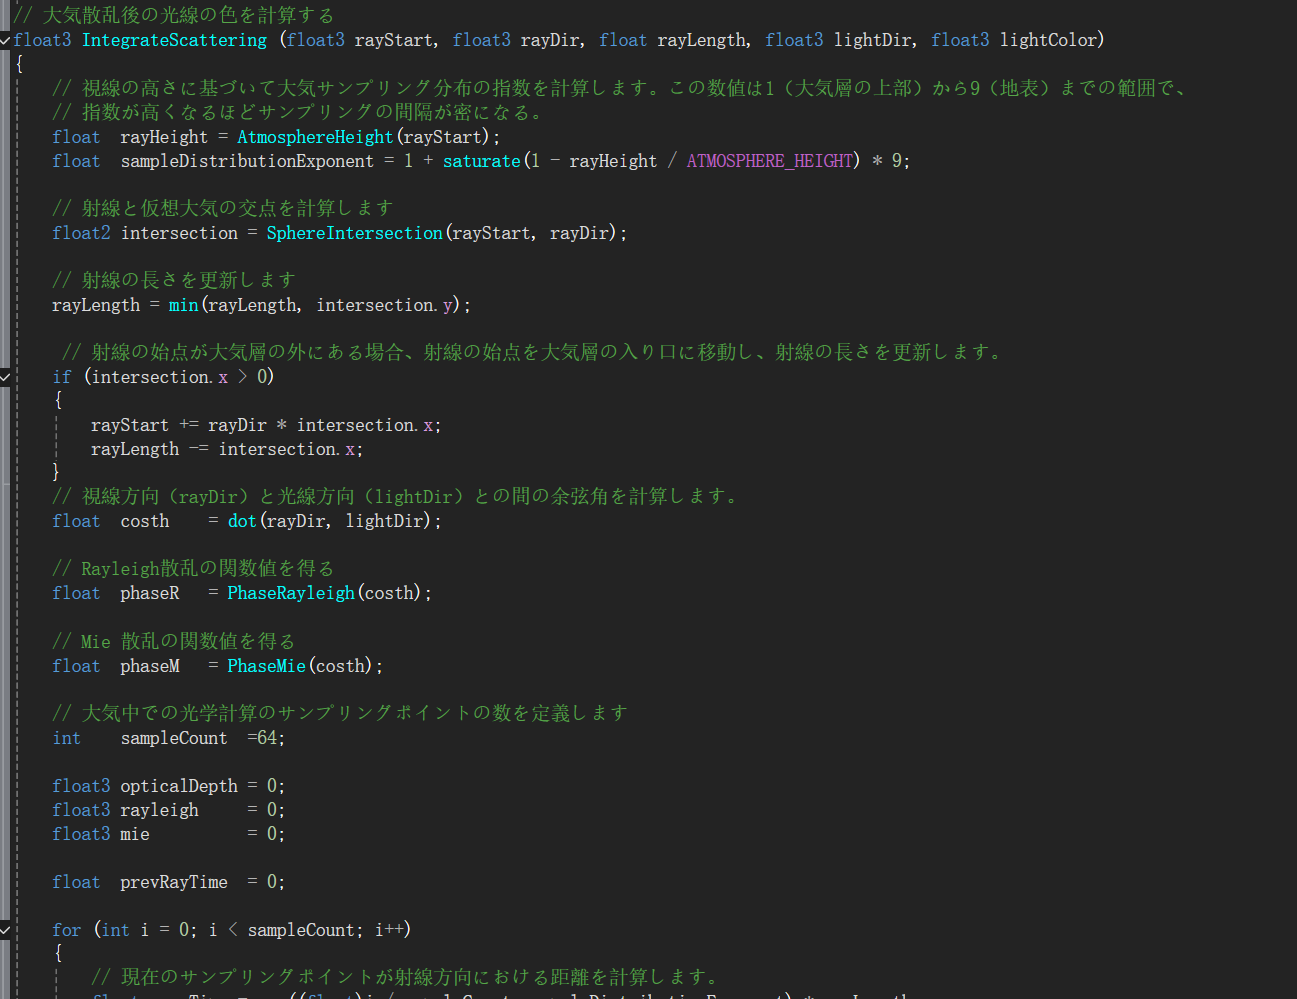 // 大気散乱後の光線の色を計算する
float3 IntegrateScattering (float3 rayStart, float3 rayDir, float rayLength, float3 lightDir, float3 lightColor)
{
// 視線の高さに基づいて大気サンプリング分布の指数を計算します。この数値は1（大気層の上部）から9（地表）までの範囲で、
// 指数が高くなるほどサンプリングの間隔が密になる。
float rayHeight = AtmosphereHeight(rayStart);
float sampleDistributionExponent = 1 + saturate(1 - rayHeight / ATMOSPHERE_HEIGHT) * 9;
// 射線と仮想大気の交点を計算します
float2 intersection = SphereIntersection(rayStart, rayDir);
// 射線の長さを更新します
rayLength = min(rayLength, intersection.y);
// 射線の始点が大気層の外にある場合、射線の始点を大気層の入り口に移動し、射線の長さを更新します。
if (intersection.x > 0)
{
rayStart += rayDir * intersection.x;
rayLength -= intersection.x;
}
// 視線方向（rayDir）と光線方向（lightDir）との間の余弦角を計算します。
float costh = dot(rayDir, lightDir);
// Rayleigh散乱の関数値を得る
float phaseR = PhaseRayleigh(costh);
// Mie 散乱の関数値を得る
float phaseM = PhaseMie(costh);
// 大気中での光学計算のサンプリングポイントの数を定義します
int sampleCount =64;
float3 opticalDepth = 0;
float3 rayleigh = 0;
float3 mie = 0;
float prevRayTime = 0;
for (int i = 0; i < sampleCount; i++)
{
// 現在のサンプリングポイントが射線方向における距離を計算します。